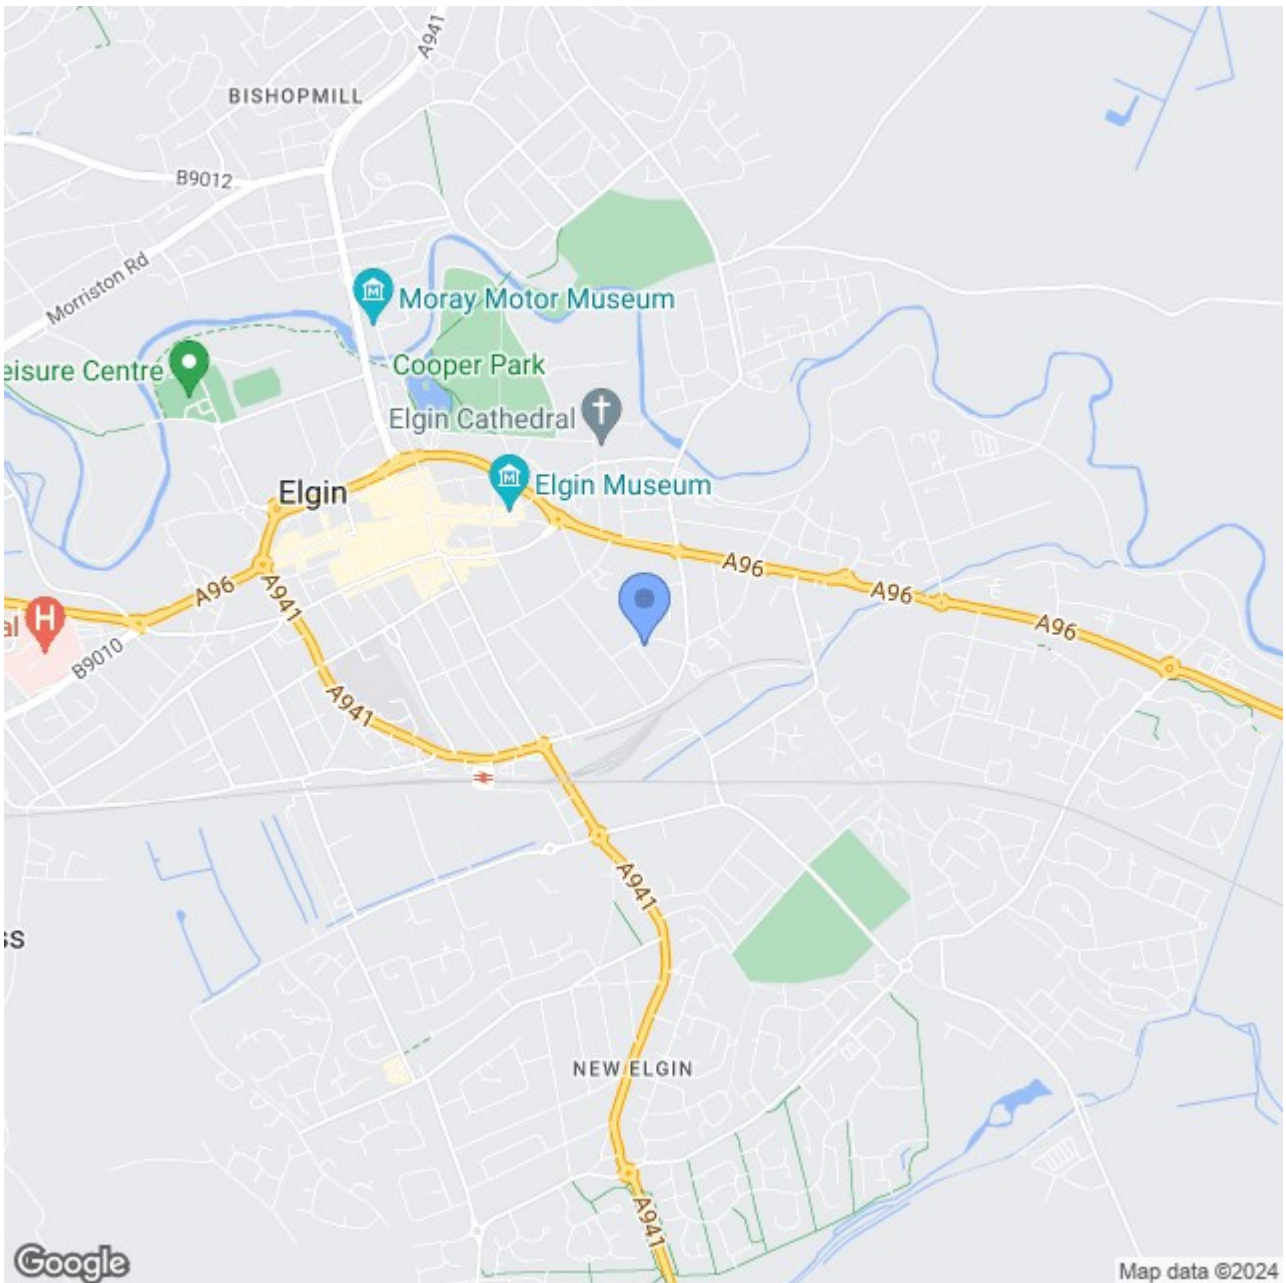 A941
BISHOPMILL
B9012
Morriston Rd
Moray Motor Museum
Cooper Park
eisure Centre
Elgin Cathedral
Elgin Museum
Elgin
A96
A96
A96
A96
A941
al
H
B9010
A941
A941
ss
NEW ELGIN
A941
Google
Map data ©2024